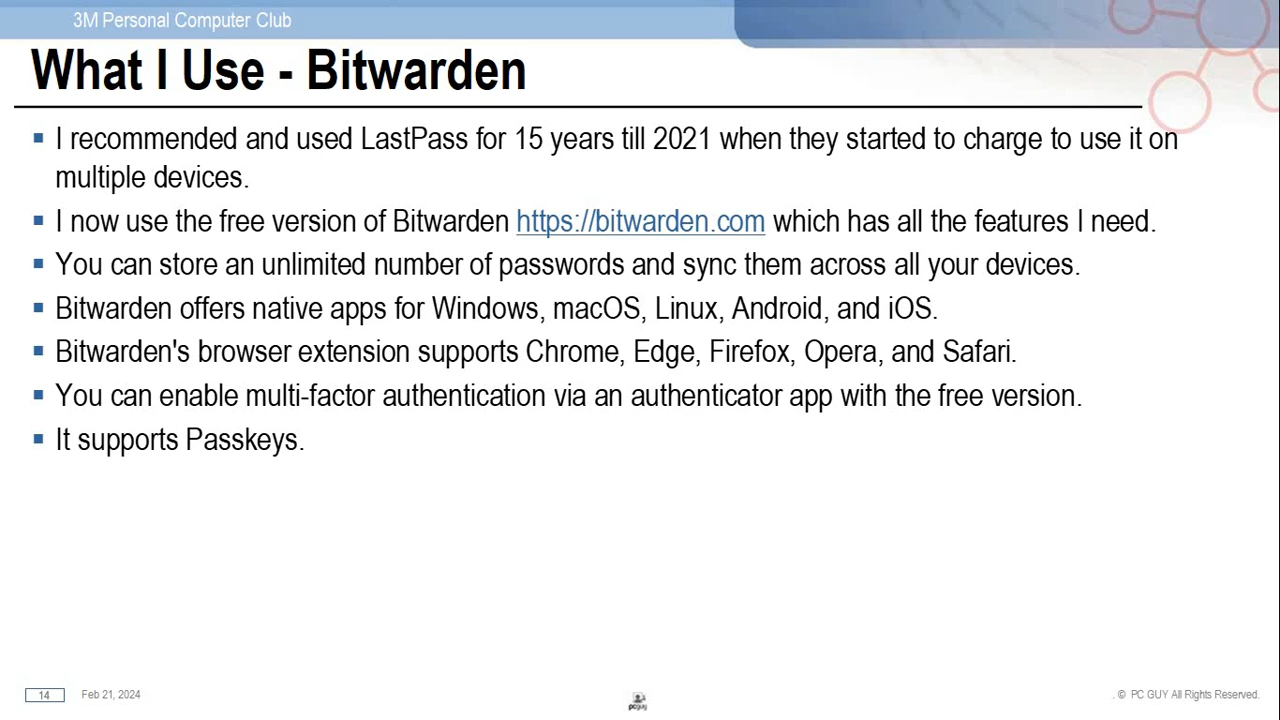 3M Personal Computer Club
What I Use - Bitwarden
▪ I recommended and used LastPass for 15 years till 2021 when they started to charge to use it on
multiple devices.
▪ I now use the free version of Bitwarden https://bitwarden.com which has all the features I need.
▪ You can store an unlimited number of passwords and sync them across all your devices.
▪ Bitwarden offers native apps for Windows, macOS, Linux, Android, and iOS.
▪ Bitwarden's browser extension supports Chrome, Edge, Firefox, Opera, and Safari.
▪ You can enable multi-factor authentication via an authenticator app with the free version.
▪ It supports Passkeys.
14 Feb 21, 2024 pcguy . © PC GUY All Rights Reserved.